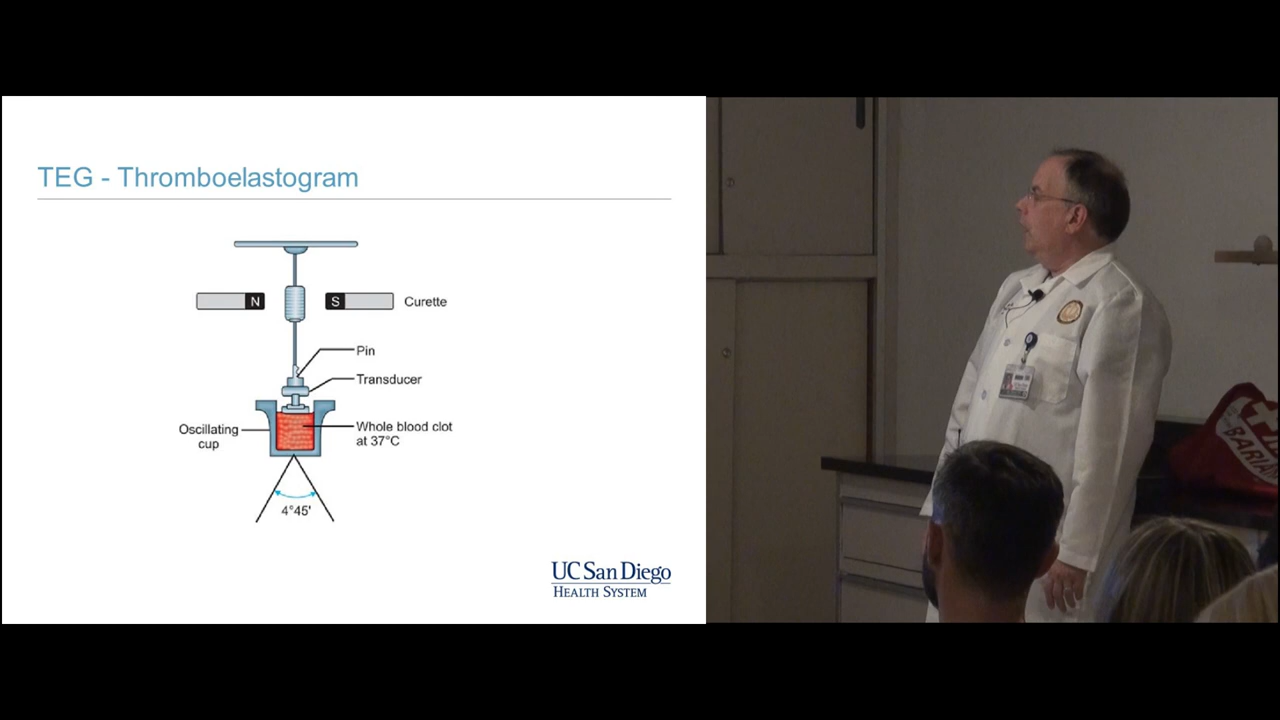 TEG - Thromboelastogram
N
S
Curette
Pin
Transducer
Oscillating
cup
Whole blood clot
at 37°C
4°45'
UC San Diego
HEALTH SYSTEM